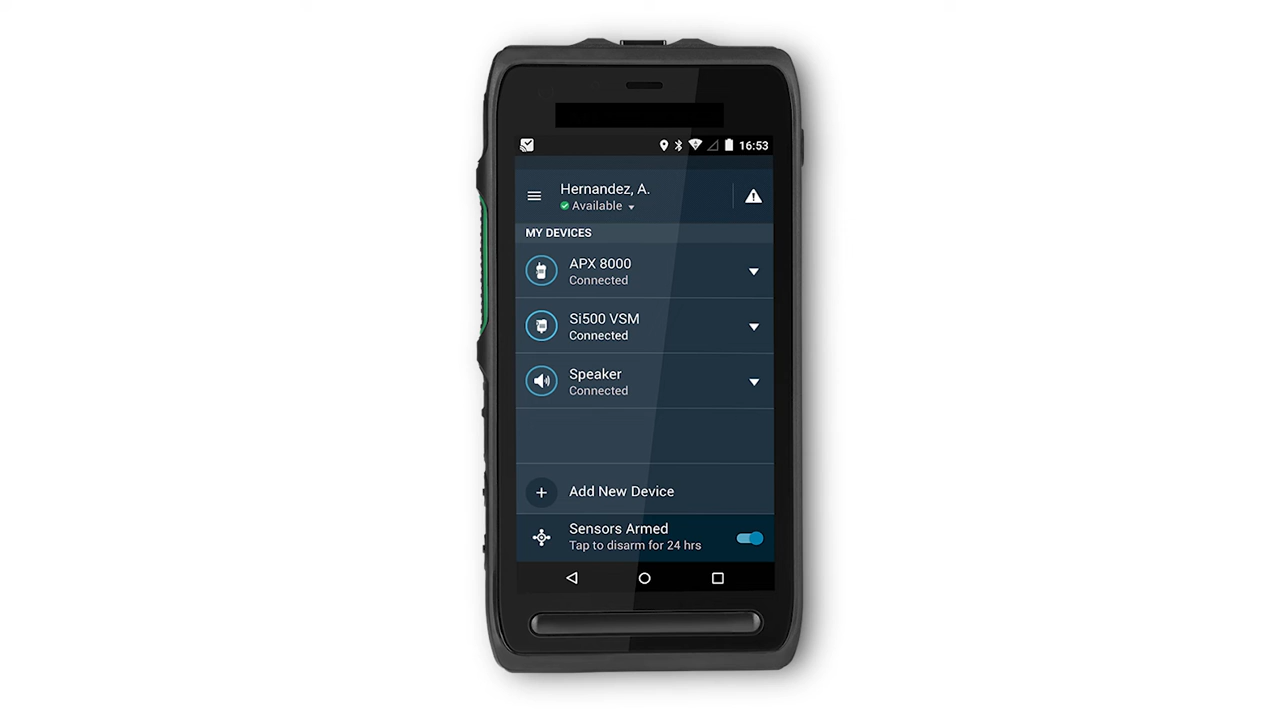 16:53
Hernandez, A.
Available
MY DEVICES
APX 8000
Connected
Si500 VSM
Connected
Speaker
Connected
Add New Device
Sensors Armed
Tap to disarm for 24 hrs